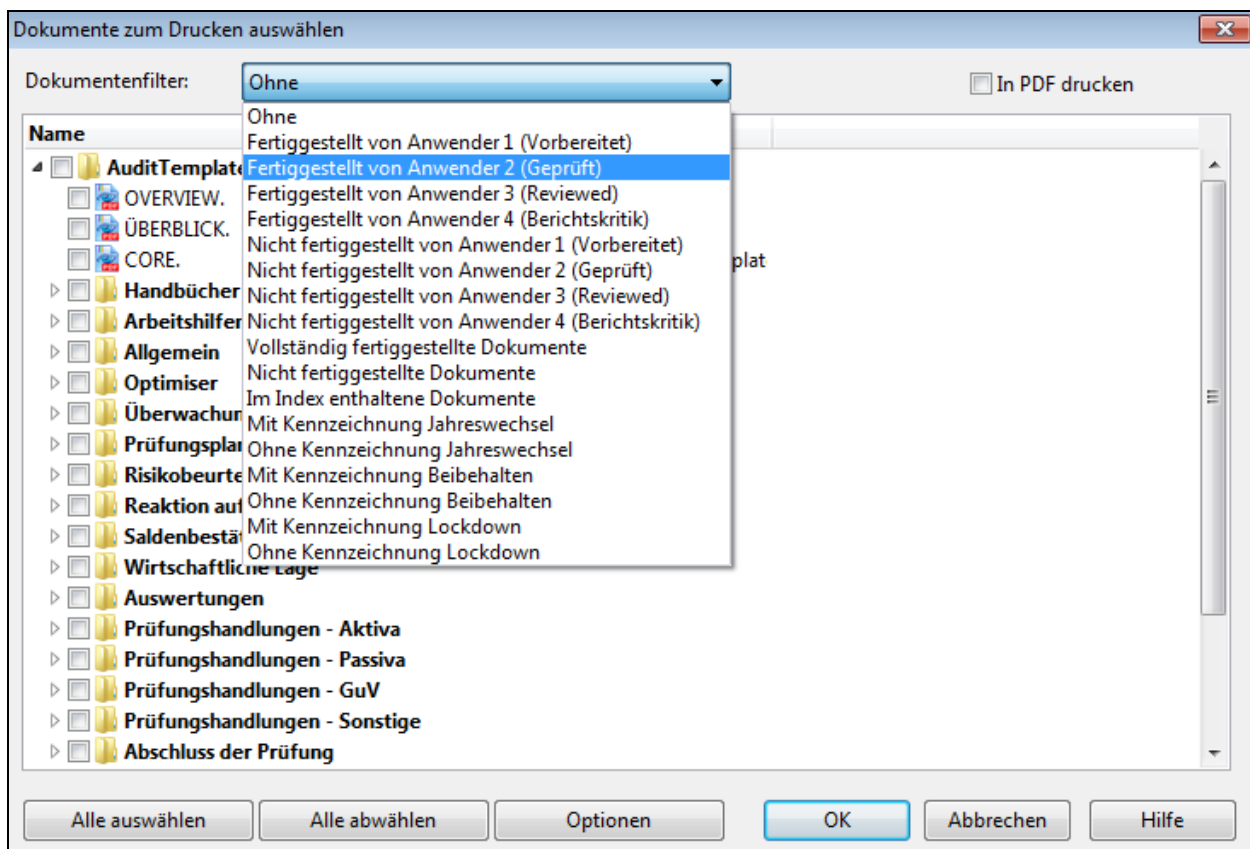 Dokumente zum Drucken auswählen
Dokumentenfilter:
Ohne
In PDF drucken
Ohne
Fertiggestellt von Anwender 1 (Vorbereitet)
Fertiggestellt von Anwender 2 (Geprüft)
Fertiggestellt von Anwender 3 (Reviewed)
Fertiggestellt von Anwender 4 (Berichtskritik)
Nicht fertiggestellt von Anwender 1 (Vorbereitet)
Nicht fertiggestellt von Anwender 2 (Geprüft)
Nicht fertiggestellt von Anwender 3 (Reviewed)
Nicht fertiggestellt von Anwender 4 (Berichtskritik)
Vollständig fertiggestellte Dokumente
Nicht fertiggestellte Dokumente
Im Index enthaltene Dokumente
Mit Kennzeichnung Jahreswechsel
Ohne Kennzeichnung Jahreswechsel
Mit Kennzeichnung Beibehalten
Ohne Kennzeichnung Beibehalten
Mit Kennzeichnung Lockdown
Ohne Kennzeichnung Lockdown
Name
AuditTemplate
OVERVIEW.
ÜBERBLICK.
CORE.
plat
Handbücher
Arbeitshilfen
Allgemein
Optimiser
Überwachun
Prüfungsplan
Risikobeurte
Reaktion auf
Saldenbestät
Wirtschaftliche Lage
Auswertungen
Prüfungshandlungen - Aktiva
Prüfungshandlungen - Passiva
Prüfungshandlungen - GuV
Prüfungshandlungen - Sonstige
Abschluss der Prüfung
Alle auswählen
Alle abwählen
Optionen
OK
Abbrechen
Hilfe